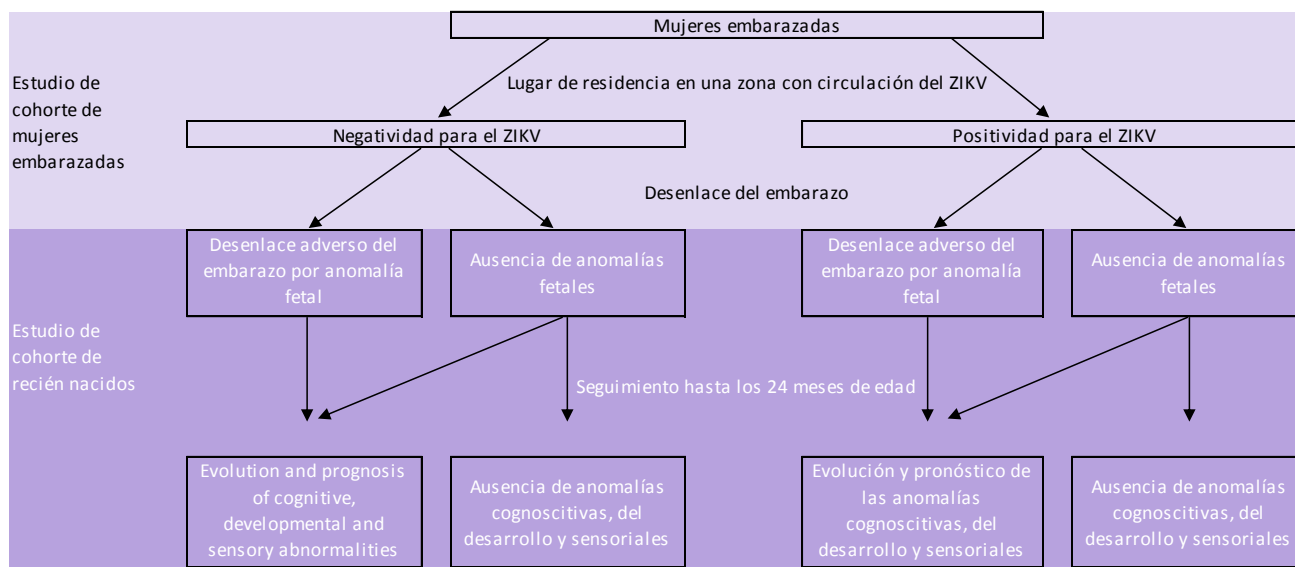 Mujeres embarazadas
Estudio de
cohorte de
mujeres
embarazadas
Lugar de residencia en una zona con circulación del ZIKV
Negatividad para el ZIKV
Positividad para el ZIKV
Desenlace del embarazo
Desenlace adverso del
embarazo por anomalía
fetal
Ausencia de anomalías
fetales
Desenlace adverso del
embarazo por anomalía
fetal
Ausencia de anomalías
fetales
Estudio de
cohorte de
recién nacidos
Seguimiento hasta los 24 meses de edad
Evolution and prognosis
of cognitive,
developmental and
sensory abnormalities
Ausencia de anomalías
cognoscitivas, del
desarrollo y sensoriales
Evolución y pronóstico de
las anomalías
cognoscitivas, del
desarrollo y sensoriales
Ausencia de anomalías
cognoscitivas, del
desarrollo y sensoriales